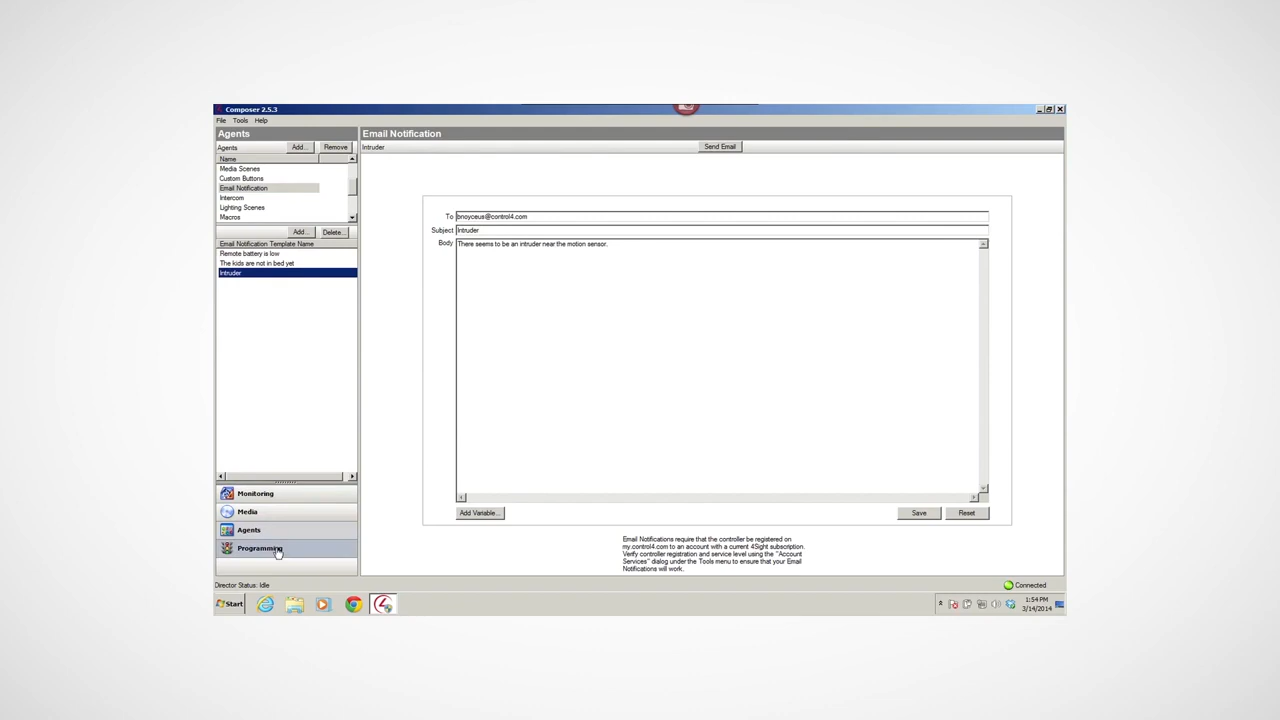 Composer 2.5.3
File Tools Help
Agents
Email Notification
Agents Add... Remove
Intruder Send Email
Name
Media Scenes
Custom Buttons
Email Notification
Intercom
Lighting Scenes
Macros
Add... Delete...
Email Notification Template Name
Remote battery is low
The kids are not in bed yet
Intruder
To bnoyceus@control4.com
Subject Intruder
Body There seems to be an intruder near the motion sensor.
Add Variable... Save Reset
Email Notifications require that the controller be registered on
my.control4.com to an account with a current 4Sight subscription.
Verify controller registration and service level using the "Account
Services" dialog under the Tools menu to ensure that your Email
Notifications will work.
Monitoring
Media
Agents
Programming
Director Status: Idle
Connected
Start
1:54 PM
3/14/2014